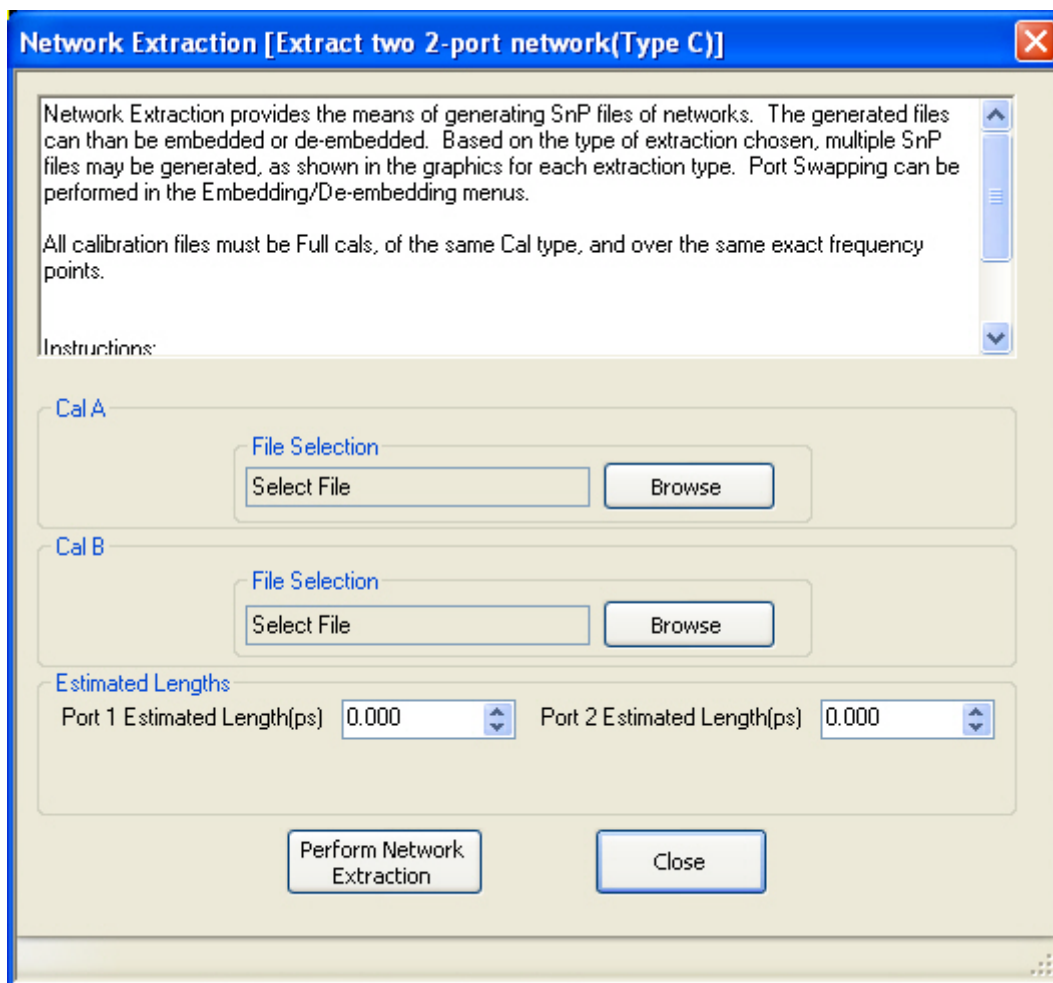 Network Extraction [Extract two 2-port network(Type C)]
Network Extraction provides the means of generating SnP files of networks.  The generated files
can than be embedded or de-embedded.  Based on the type of extraction chosen, multiple SnP
files may be generated, as shown in the graphics for each extraction type.  Port Swapping can be
performed in the Embedding/De-embedding menus.
All calibration files must be Full cals, of the same Cal type, and over the same exact frequency
points.
Instructions:
Cal A
File Selection
Select File
Browse
Cal B
File Selection
Select File
Browse
Estimated Lengths
Port 1 Estimated Length(ps) 0.000 Port 2 Estimated Length(ps) 0.000
Perform Network
Extraction
Close